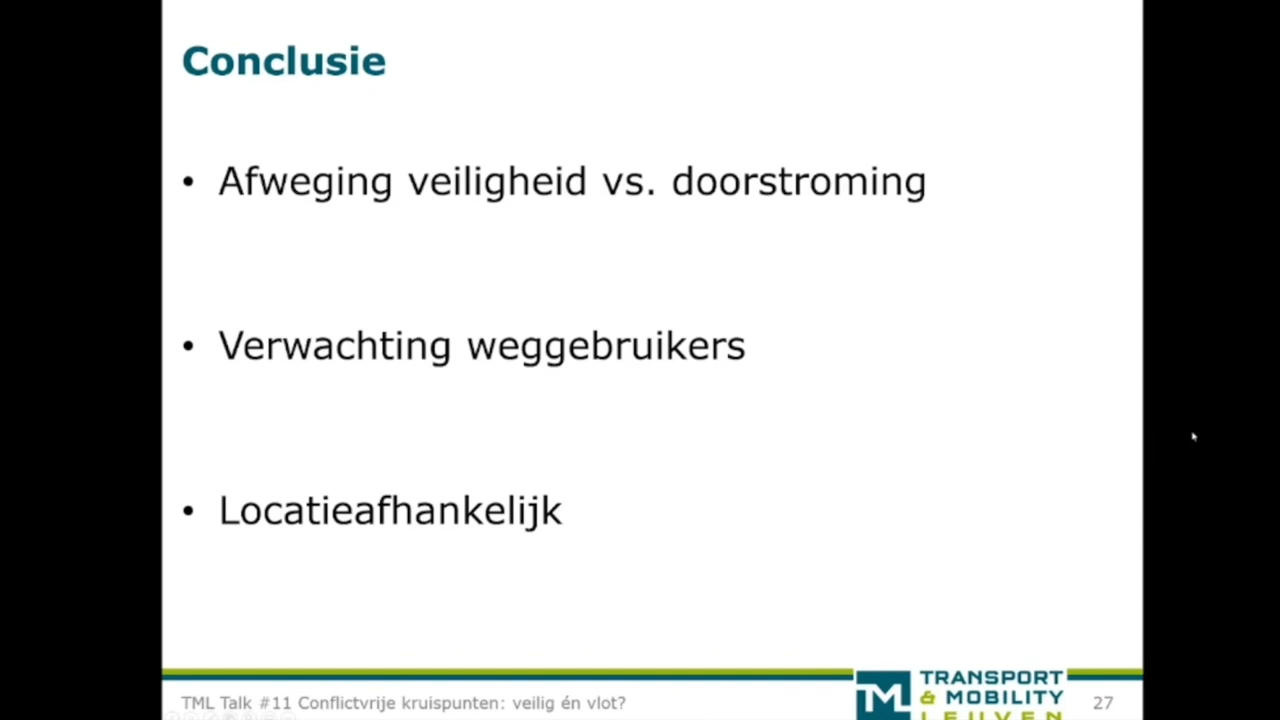 Conclusie
• Afweging veiligheid vs. doorstroming
• Verwachting weggebruikers
• Locatieafhankelijk
TML Talk #11 Conflictvrije kruispunten: veilig én vlot?
TML
TRANSPORT
& MOBILITY
LEUVEN
27